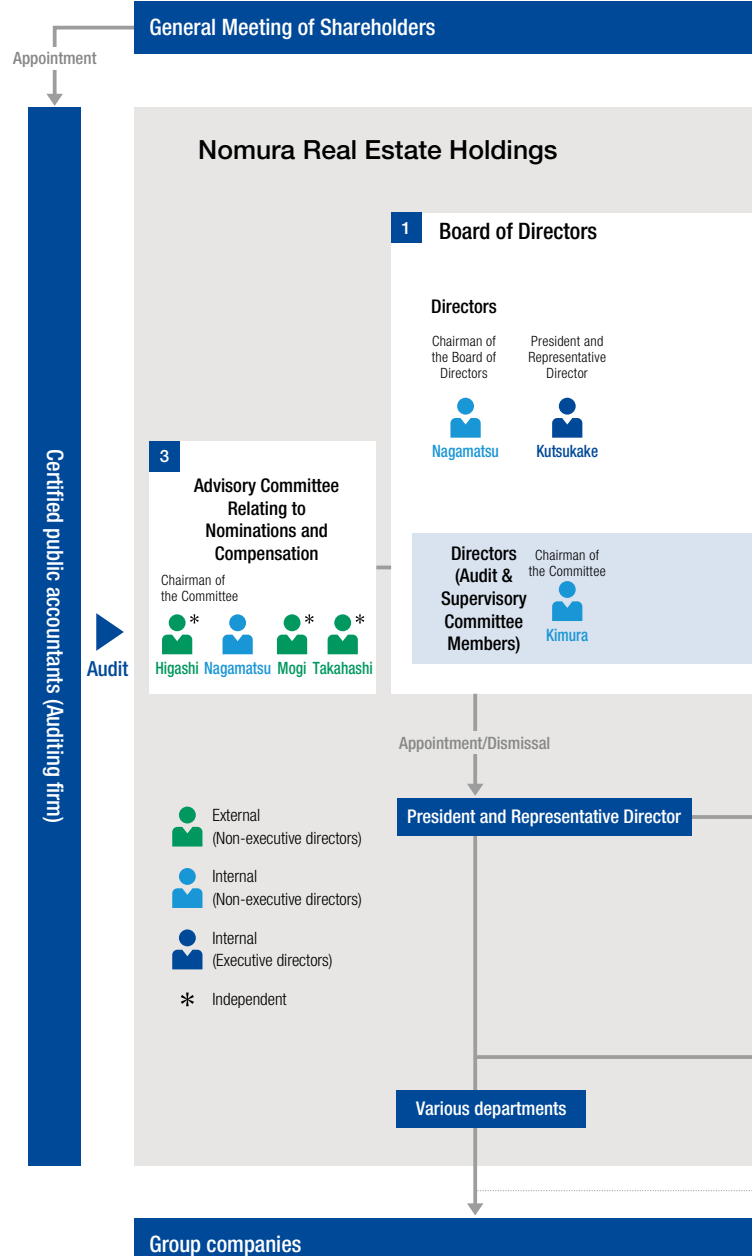 General Meeting of Shareholders
Appointment
Certified public accountants (Auditing firm)
Audit
Nomura Real Estate Holdings
1 Board of Directors
Directors
Chairman of
the Board of
Directors
Nagamatsu
President and
Representative
Director
Kutsukake
3
Advisory Committee
Relating to
Nominations and
Compensation
Chairman of
the Committee
* * *
Higashi Nagamatsu Mogi Takahashi
Directors
(Audit &
Supervisory
Committee
Members)
Chairman of
the Committee
Kimura
Appointment/Dismissal
President and Representative Director
External
(Non-executive directors)
Internal
(Non-executive directors)
Internal
(Executive directors)
* Independent
Various departments
Group companies